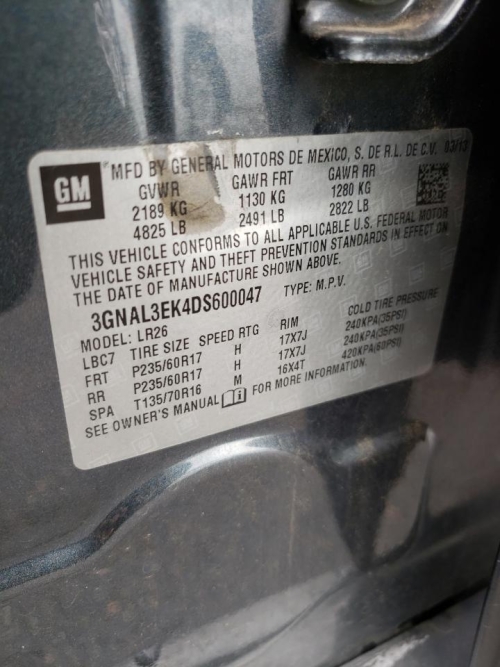 GM
MFD BY GENERAL MOTORS DE MEXICO, S. DE R.L. DE C.V. 03/13
GVWR GAWR FRT GAWR RR
2189 KG 1130 KG 1280 KG
4825 LB 2491 LB 2822 LB
THIS VEHICLE CONFORMS TO ALL APPLICABLE U.S. FEDERAL MOTOR
VEHICLE SAFETY AND THEFT PREVENTION STANDARDS IN EFFECT ON
THE DATE OF MANUFACTURE SHOWN ABOVE.
3GNAL3EK4DS600047 TYPE: M.P.V.
MODEL: LR26
LBC7 TIRE SIZE SPEED RTG RIM COLD TIRE PRESSURE
FRT P235/60R17 H 17X7J 240KPA(35PSI)
RR P235/60R17 H 17X7J 240KPA(35PSI)
SPA T135/70R16 M 16X4T 420KPA(60PSI)
SEE OWNER'S MANUAL FOR MORE INFORMATION.